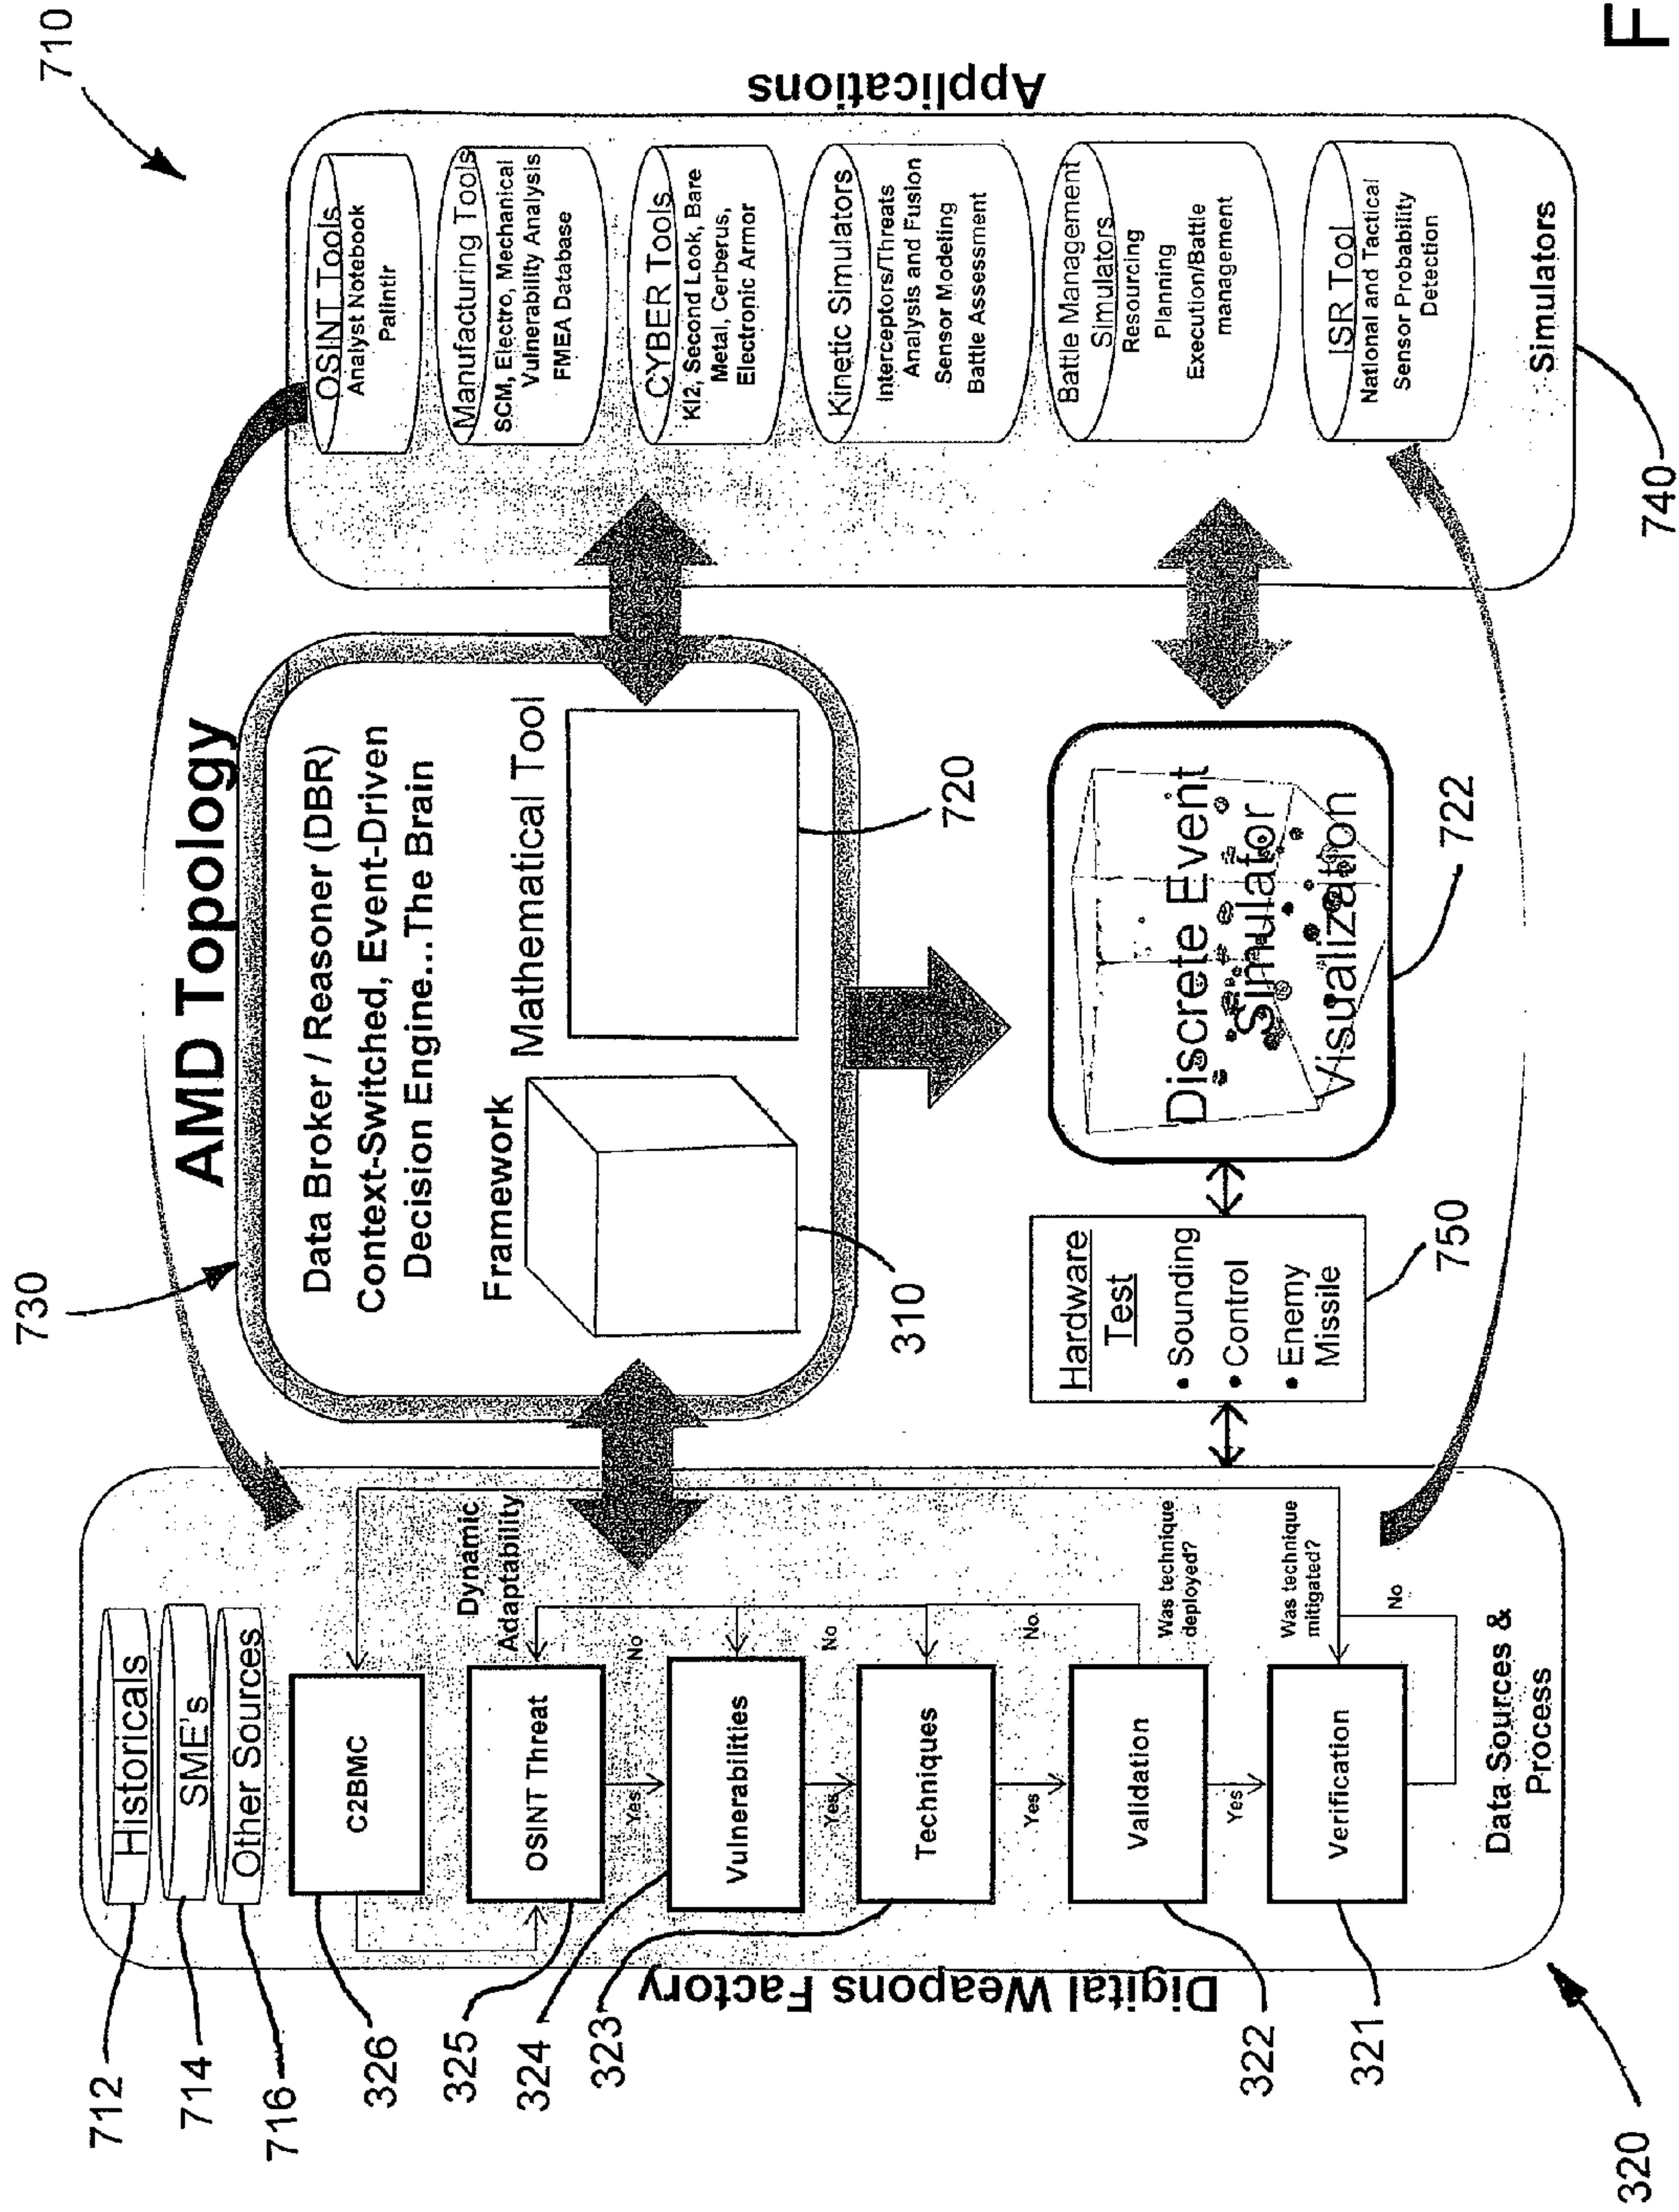 710
730
AMD Topology
712
714
716
326
325
324
323
322
321
320
Digital Weapons Factory
Historicals
SME's
Other Sources
C2BMC
Dynamic
Adaptability
OSINT Threat
Yes
No
Vulnerabilities
Yes
No
Techniques
Yes
No
Validation
Was technique
deployed?
Yes
Verification
Was technique
mitigated?
No
Data Sources &
Process
Data Broker / Reasoner (DBR)
Context-Switched, Event-Driven
Decision Engine...The Brain
Framework
Mathematical Tool
310
720
Hardware
Test
• Sounding
• Control
• Enemy
Missile
750
Discrete Event
Simulator
Visualization
722
Applications
OSINT Tools
Analyst Notebook
Palintlr
Manufacturing Tools
SCM, Electro, Mechanical
Vulnerability Analysis
FMEA Database
CYBER Tools
KI2, Second Look, Bare
Metal, Cerberus,
Electronic Armor
Kinetic Simulators
Interceptors/Threats
Analysis and Fusion
Sensor Modeling
Battle Assessment
Battle Management
Simulators
Resourcing
Planning
Execution/Battle
management
ISR Tool
National and Tactical
Sensor Probability
Detection
Simulators
740
F